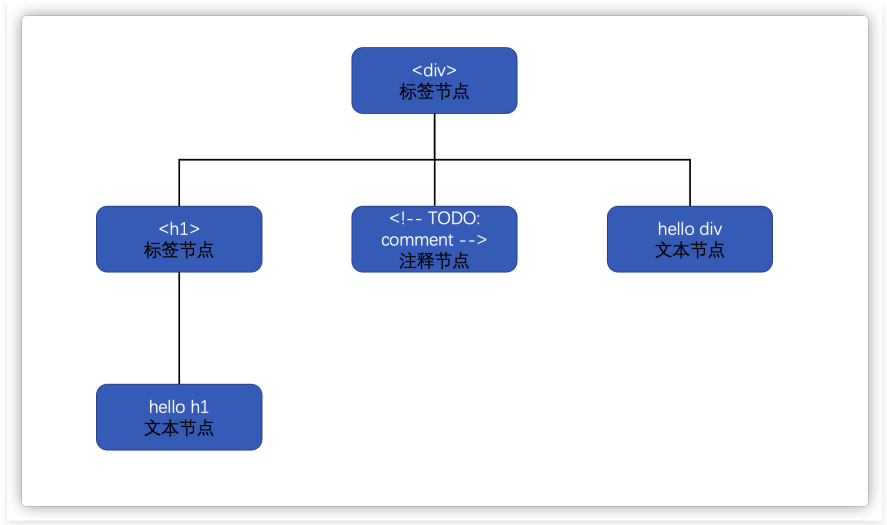 <div>
标签节点
<h1>
标签节点
<!-- TODO:
comment -->
注释节点
hello div
文本节点
hello h1
文本节点